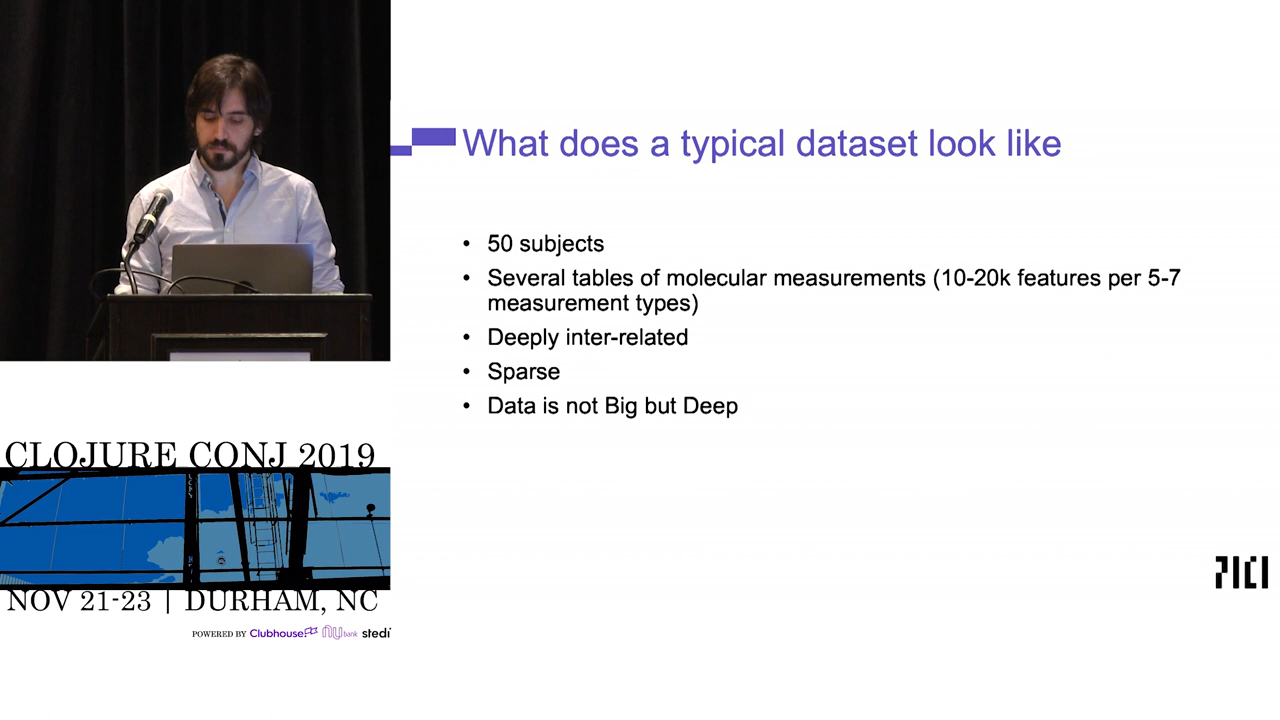 What does a typical dataset look like
• 50 subjects
• Several tables of molecular measurements (10-20k features per 5-7
measurement types)
• Deeply inter-related
• Sparse
• Data is not Big but Deep
CLOJURE CONJ 2019
NOV 21-23 | DURHAM, NC
POWERED BY Clubhouse nu bank stedi
PICI